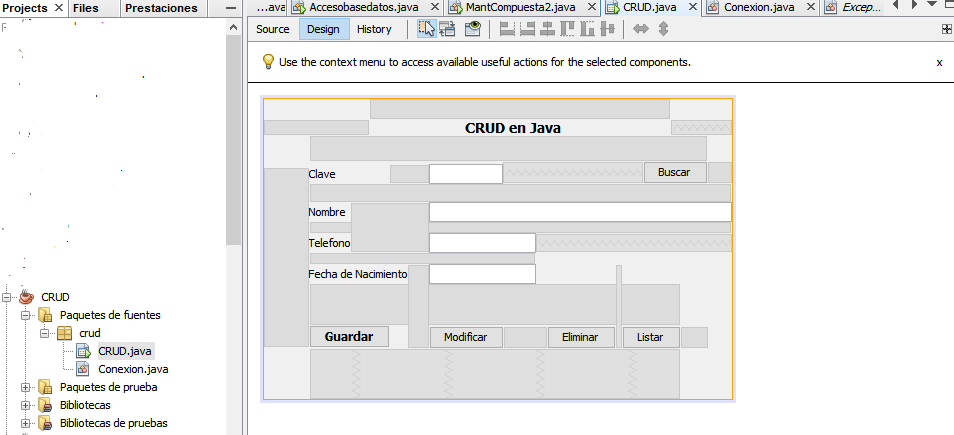 Projects Files Prestaciones
...ava Accesobasedatos.java MantCompuesta2.java CRUD.java Conexion.java Excep...
Source Design History
Use the context menu to access available useful actions for the selected components. x
CRUD en Java
Clave Buscar
Nombre
Telefono
Fecha de Nacimiento
Guardar Modificar Eliminar Listar
CRUD
Paquetes de fuentes
crud
CRUD.java
Conexion.java
Paquetes de prueba
Bibliotecas
Bibliotecas de pruebas